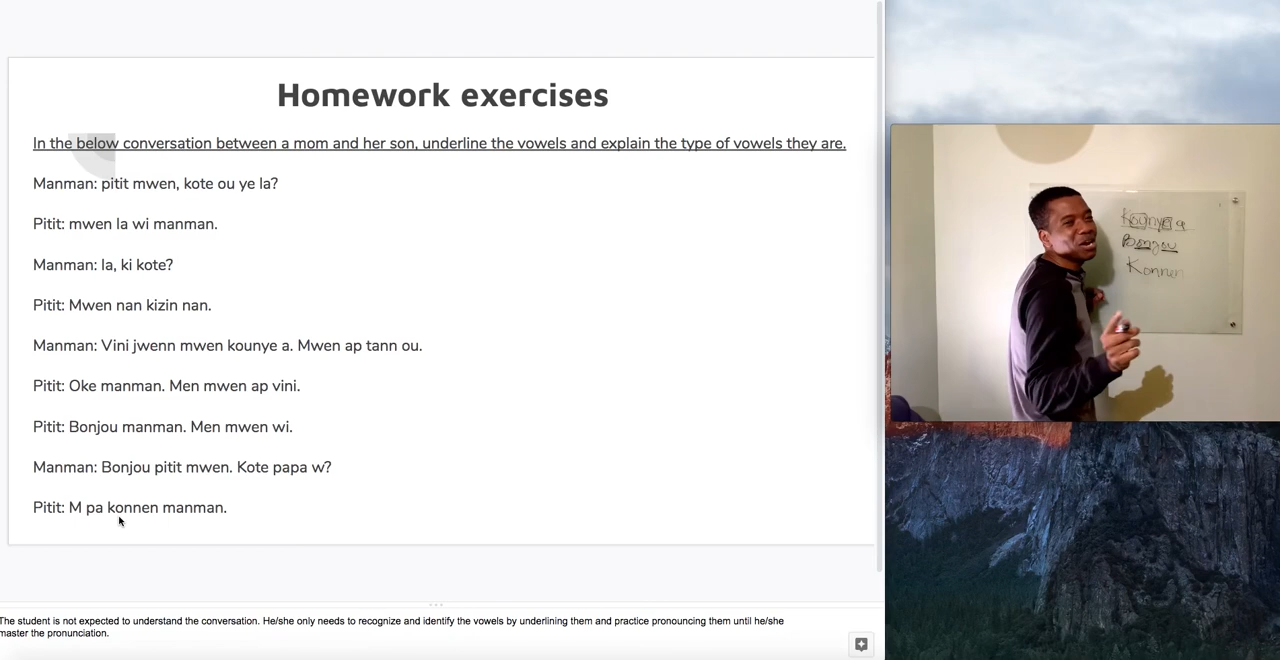 Homework exercises
In the below conversation between a mom and her son, underline the vowels and explain the type of vowels they are.
Manman: pitit mwen, kote ou ye la?
Pitit: mwen la wi manman.
Manman: la, ki kote?
Pitit: Mwen nan kizin nan.
Manman: Vini jwenn mwen kounye a. Mwen ap tann ou.
Pitit: Oke manman. Men mwen ap vini.
Pitit: Bonjou manman. Men mwen wi.
Manman: Bonjou pitit mwen. Kote papa w?
Pitit: M pa konnen manman.
The student is not expected to understand the conversation. He/she only needs to recognize and identify the vowels by underlining them and practice pronouncing them until he/she
master the pronunciation.
Kounye a
Bonjou
Konnen